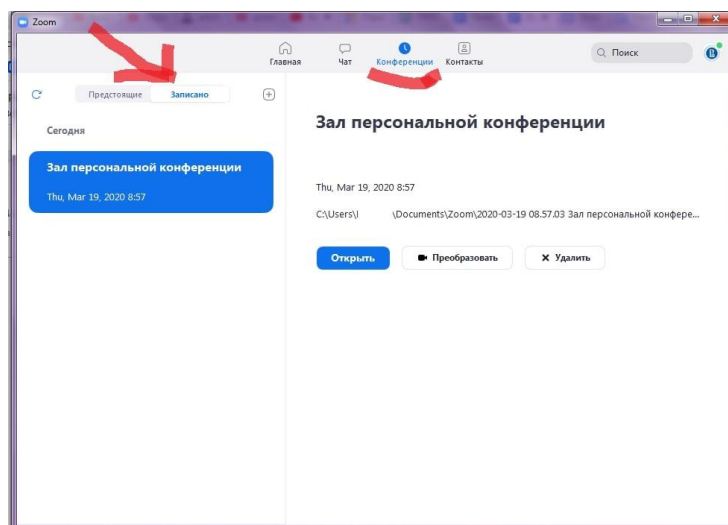 Zoom
Главная
Чат
Конференции
Контакты
Поиск
Предстоящие
Записано
Сегодня
Зал персональной конференции
Thu, Mar 19, 2020 8:57
Зал персональной конференции
Thu, Mar 19, 2020 8:57
C:\Users\l \Documents\Zoom\2020-03-19 08.57.03 Зал персональной конфере...
Открыть
Преобразовать
Удалить